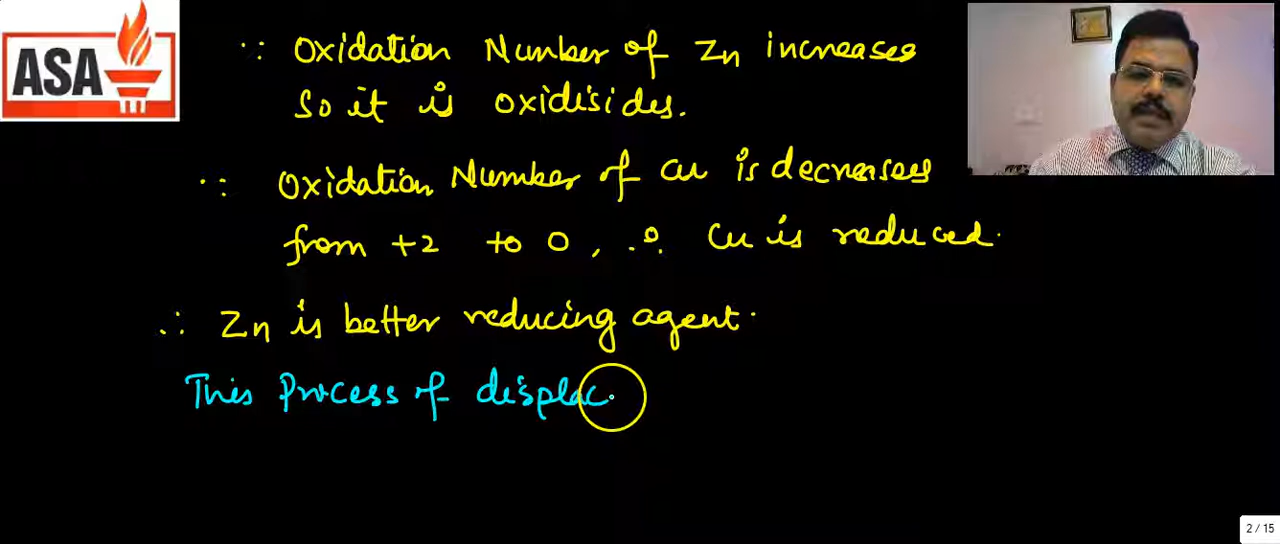 ASA
∵ Oxidation Number of Zn increases
So it is oxidisides.
∵ Oxidation Number of Cu is decreases
from +2 to 0, ∴ Cu is reduced.
∴ Zn is better reducing agent.
This Process of displac
2 / 15